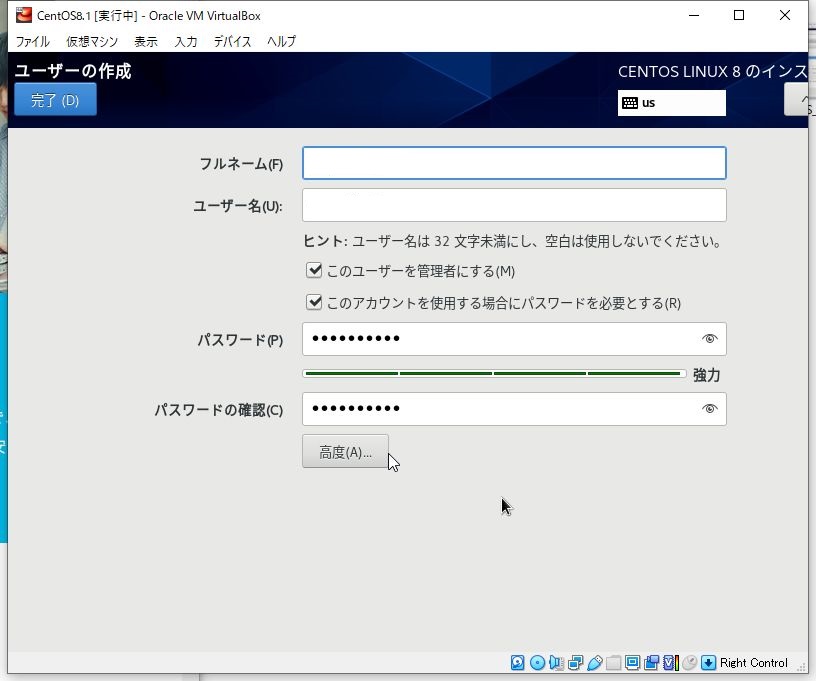 CentOS8.1 [実行中] - Oracle VM VirtualBox
ファイル 仮想マシン 表示 入力 デバイス ヘルプ
ユーザーの作成
CENTOS LINUX 8 のインス
完了 (D)
us
フルネーム(F)
ユーザー名(U):
ヒント: ユーザー名は 32 文字未満にし、空白は使用しないでください。
このユーザーを管理者にする(M)
このアカウントを使用する場合にパスワードを必要とする(R)
パスワード(P)
••••••••••
強力
パスワードの確認(C)
••••••••••
高度(A)...
Right Control